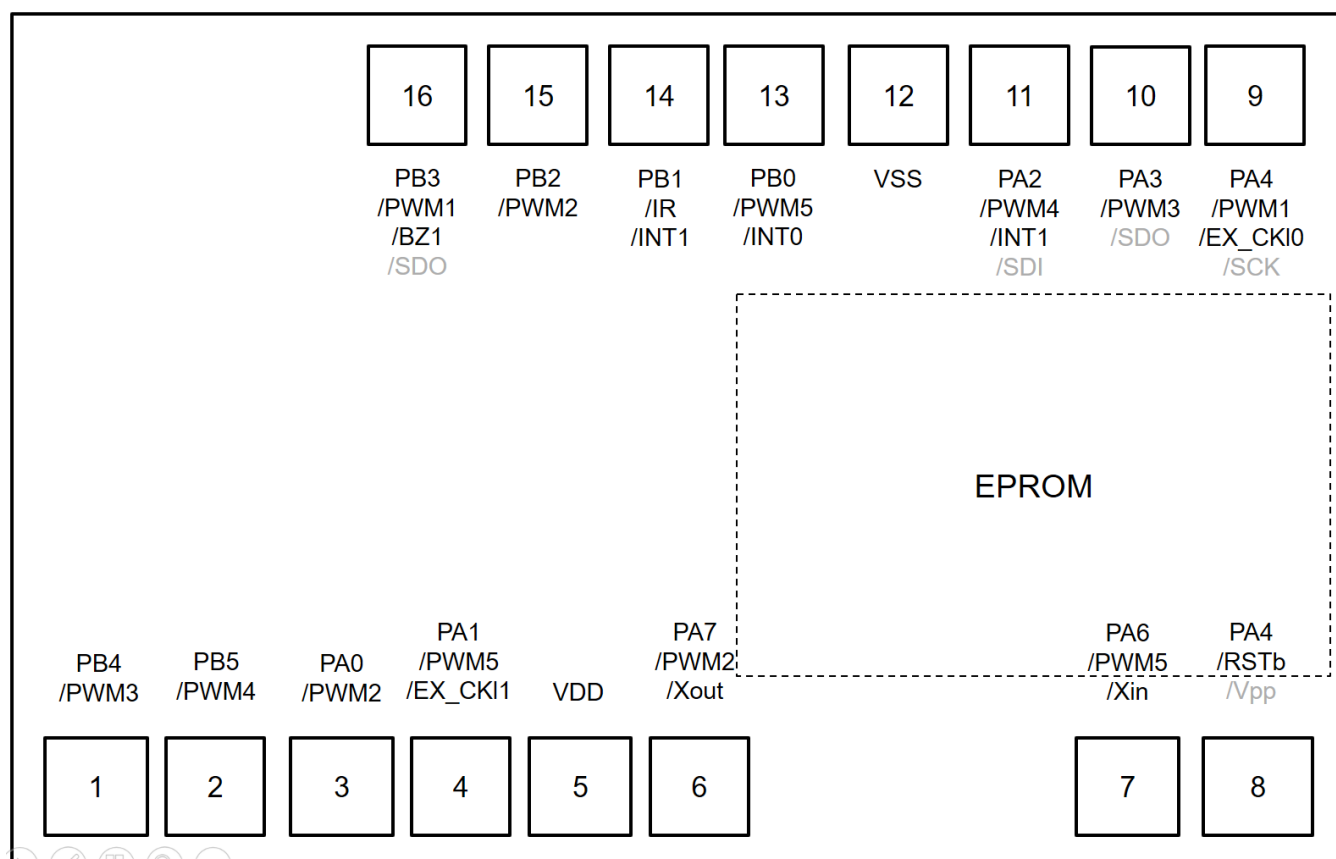 16 15 14 13 12 11 10 9
PB3 PB2 PB1 PB0 VSS PA2 PA3 PA4
/PWM1 /PWM2 /IR /PWM5 /PWM4 /PWM3 /PWM1
/BZ1 /INT1 /INT0 /INT1 /SDO /EX_CKI0
/SDO /SDI /SCK
EPROM
PA1 PA7 PA6 PA4
PB4 PB5 PA0 /PWM5 /PWM2 /PWM5 /RSTb
/PWM3 /PWM4 /PWM2 /EX_CKI1 VDD /Xout /Xin /Vpp
1 2 3 4 5 6 7 8